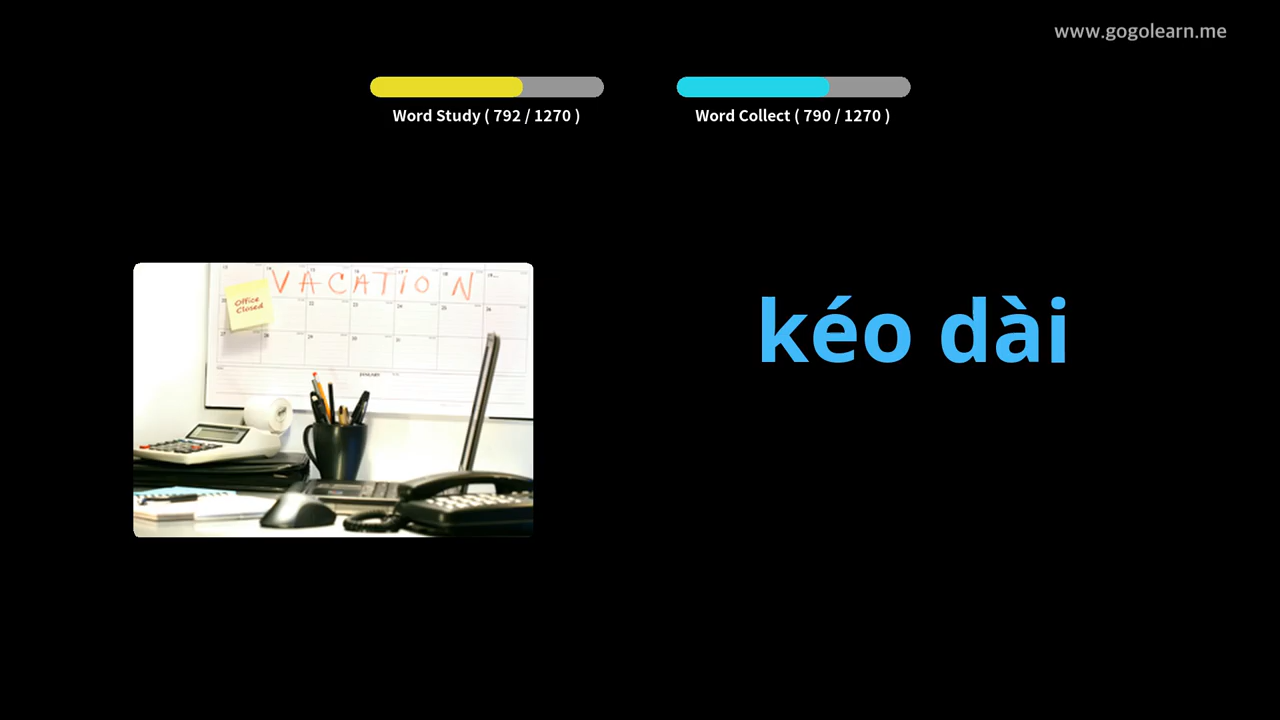 www.gogolearn.me
Word Study ( 792 / 1270 )
Word Collect ( 790 / 1270 )
VACATION
Office
Closed
kéo dài